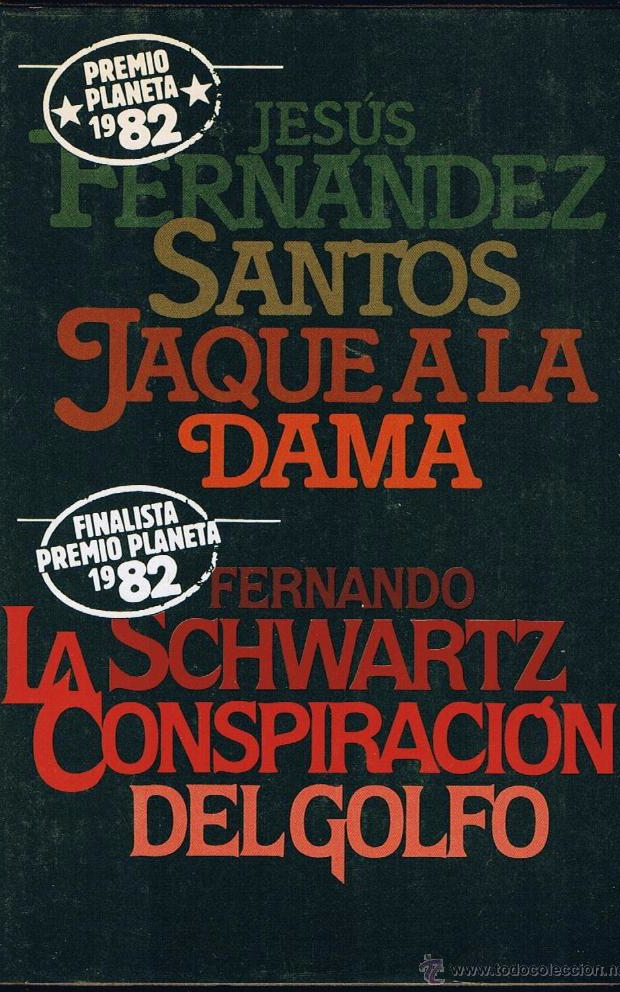 PREMIO
PLANETA
1982
JESÚS
FERNÁNDEZ
SANTOS
JAQUE A LA
DAMA
FINALISTA
PREMIO PLANETA
1982
FERNANDO
SCHWARTZ
LA CONSPIRACIÓN
DEL GOLFO
www.todocoleccion.n